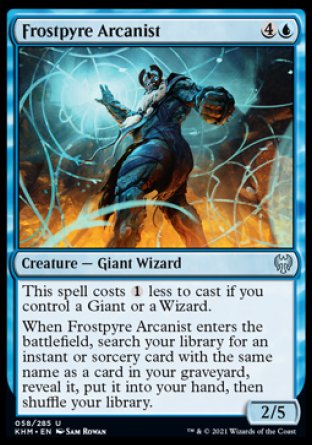 Frostpyre Arcanist 4
Creature — Giant Wizard
This spell costs 1 less to cast if you
control a Giant or a Wizard.
When Frostpyre Arcanist enters the
battlefield, search your library for an
instant or sorcery card with the same
name as a card in your graveyard,
reveal it, put it into your hand, then
shuffle your library.
2/5
058/285 U
KHM • EN Sam Rowan
™ & © 2021 Wizards of the Coast